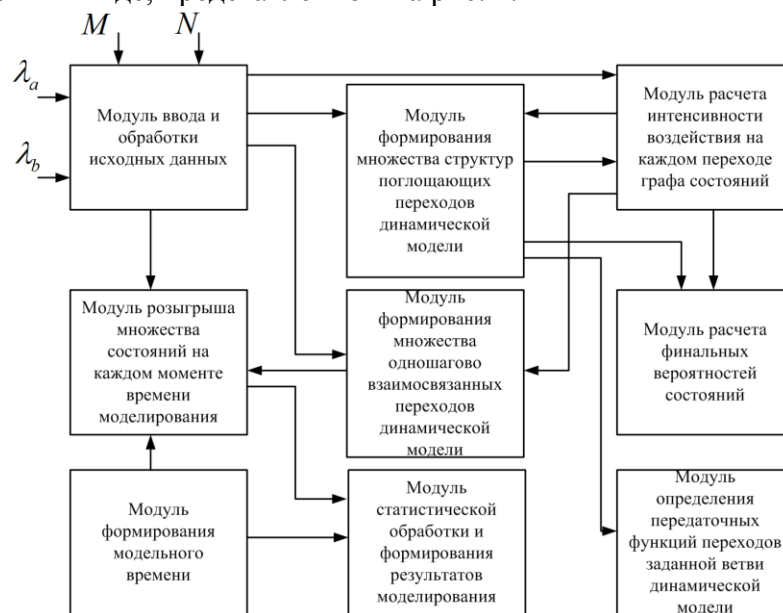 M
N
λa
λb
Модуль ввода и
обработки
исходных данных
Модуль
формирования
множества структур
поглощающих
переходов
динамической
модели
Модуль расчета
интенсивности
воздействия на
каждом переходе
графа состояний
Модуль розыгрыша
множества
состояний на
каждом моменте
времени
моделирования
Модуль
формирования
множества
одношагово
взаимосвязанных
переходов
динамической
модели
Модуль расчета
финальных
вероятностей
состояний
Модуль
формирования
модельного
времени
Модуль
статистической
обработки и
формирования
результатов
моделирования
Модуль
определения
передаточных
функций переходов
заданной ветви
динамической
модели